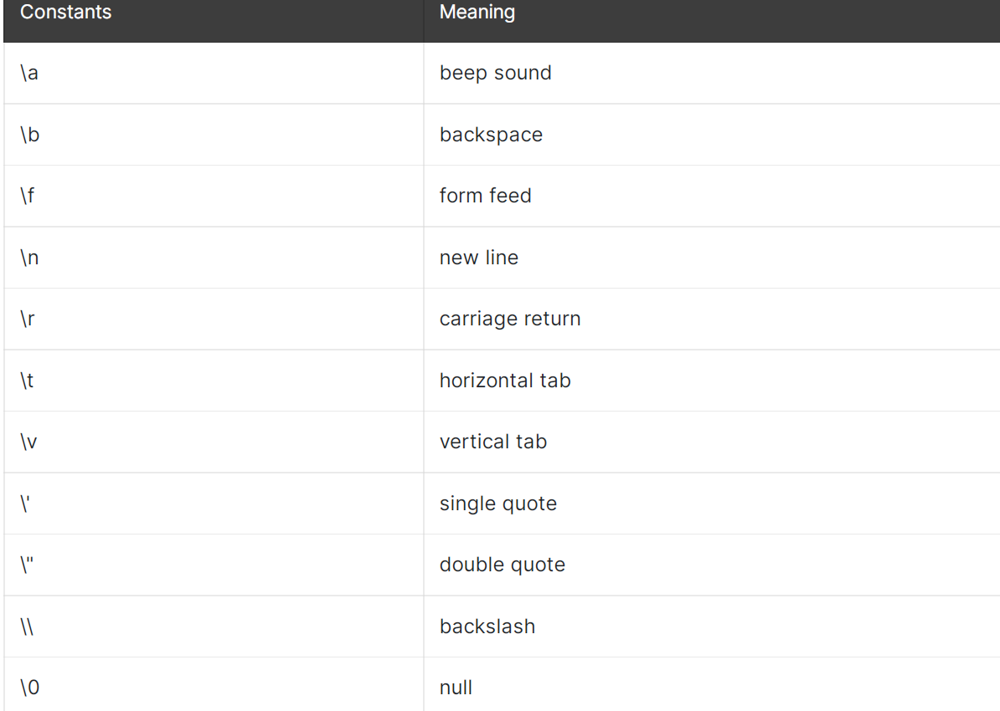 Constants Meaning
\a beep sound
\b backspace
\f form feed
\n new line
\r carriage return
\t horizontal tab
\v vertical tab
\' single quote
\" double quote
\\ backslash
\0 null